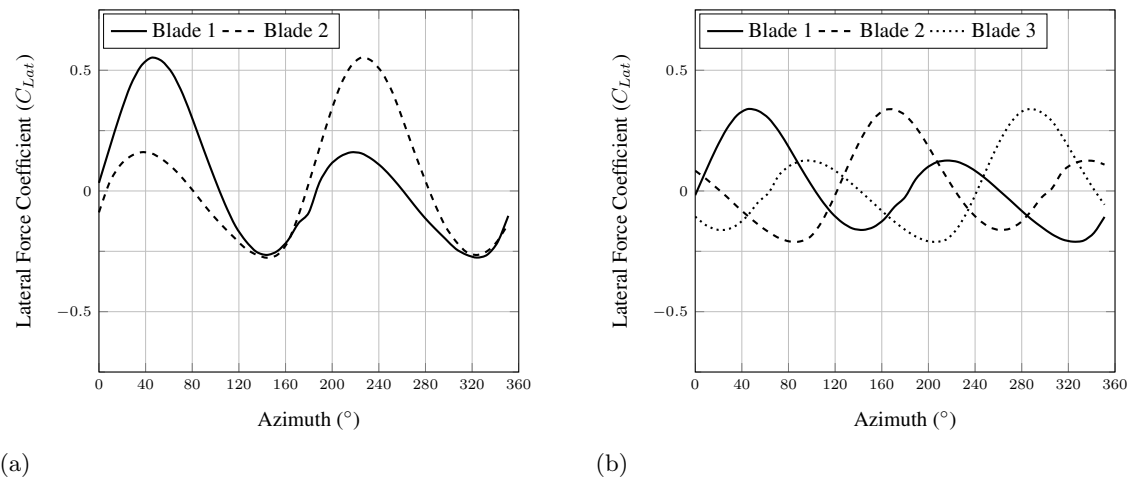 Blade 1 Blade 2
Lateral Force Coefficient (C_Lat)
0.5
0
−0.5
0 40 80 120 160 200 240 280 320 360
Azimuth (°)
(a)
Blade 1 Blade 2 Blade 3
Lateral Force Coefficient (C_Lat)
0.5
0
−0.5
0 40 80 120 160 200 240 280 320 360
Azimuth (°)
(b)